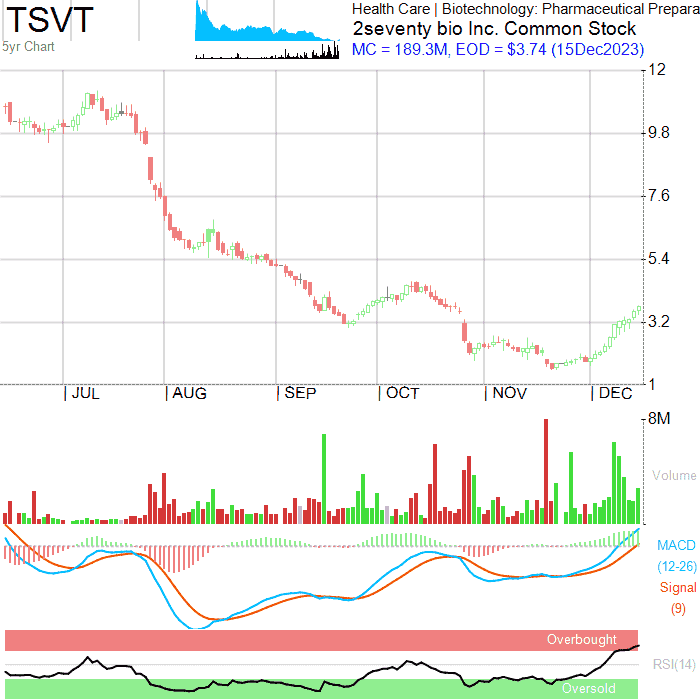 TSVT
5yr Chart
Health Care | Biotechnology: Pharmaceutical Prepara
2seventy bio Inc. Common Stock
MC = 189.3M, EOD = $3.74 (15Dec2023)
12
9.8
7.6
5.4
3.2
1
|JUL |AUG |SEP |OCT |NOV |DEC
8M
Volume
MACD
(12-26)
Signal
(9)
Overbought
RSI(14)
Oversold